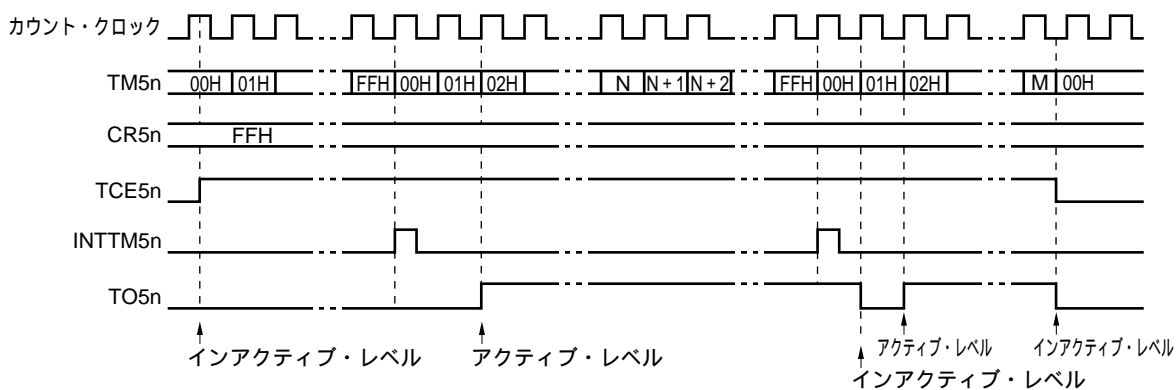 カウント・クロック
TM5n 00H 01H FFH 00H 01H 02H N N + 1 N + 2 FFH 00H 01H 02H M 00H
CR5n FFH
TCE5n
INTTM5n
TO5n
インアクティブ・レベル アクティブ・レベル アクティブ・レベル インアクティブ・レベル
インアクティブ・レベル